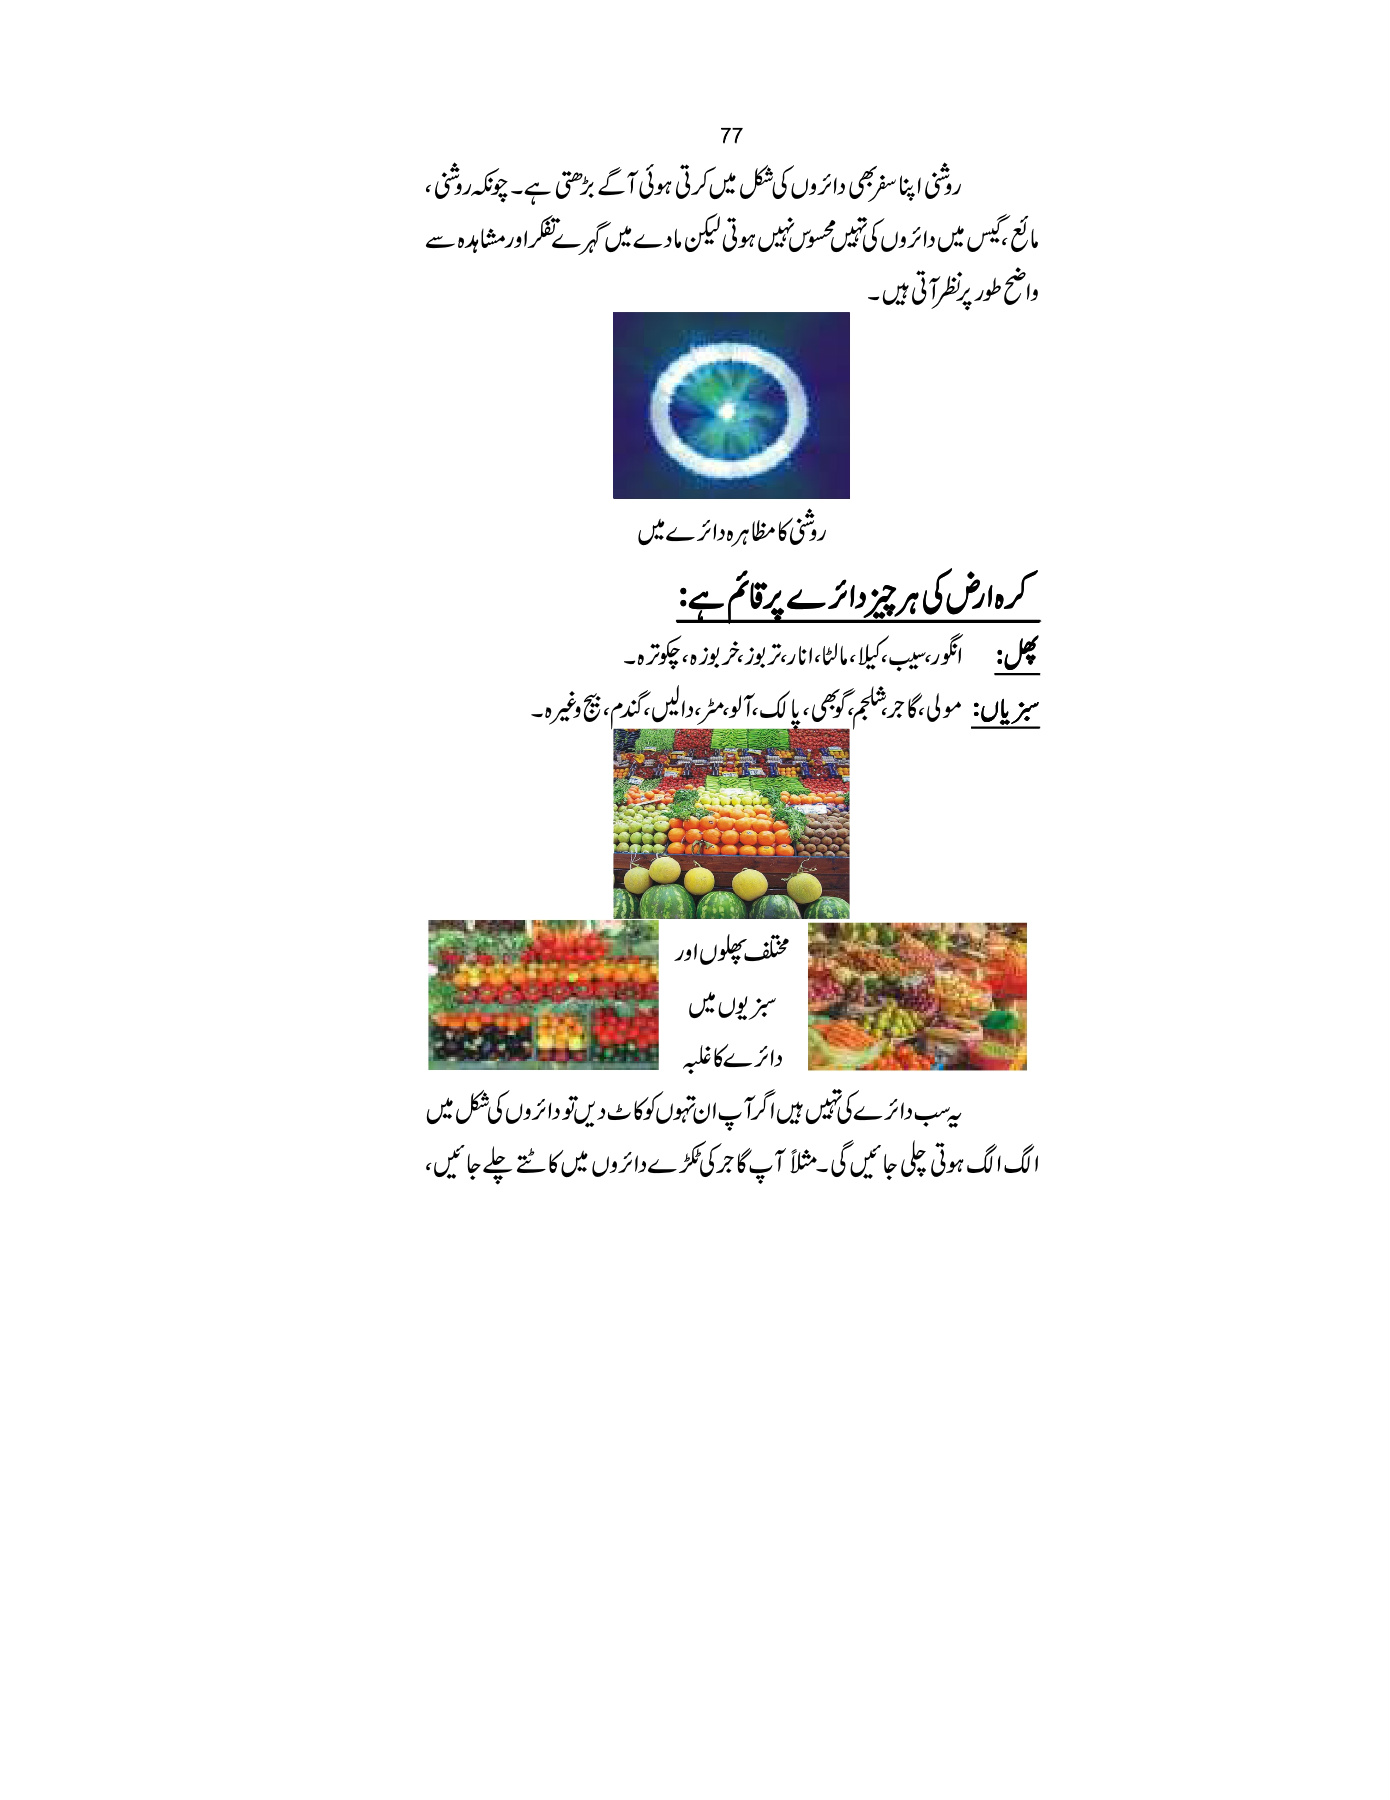 77
روشنی اپنا سفر بھی دائروں کی شکل میں کرتی ہوئی آگے بڑھتی ہے۔ چونکہ روشنی،
مائع، گیس میں دائروں کی تہیں محسوس نہیں ہوتی لیکن مادے میں گہرے تفکر اور مشاہدہ سے
واضح طور پر نظر آتی ہیں۔
روشنی کا مظاہرہ دائرے میں
کرہ ارض کی ہر چیز دائرے پر قائم ہے:
پھل: انگور، سیب، کیلا، مالٹا، انار، تربوز، خربوزہ، چکوترہ۔
سبزیاں: مولی، گاجر، شلجم، گوبھی، پالک، آلو، مٹر، دالیں، گندم، بیج وغیرہ۔
مختلف پھلوں اور
سبزیوں میں
دائرے کا غلبہ
یہ سب دائرے کی تہیں ہیں اگر آپ ان تہوں کو کاٹ دیں تو دائروں کی شکل میں
الگ الگ ہوتی چلی جائیں گی۔ مثلاً آپ گاجر کی ٹکڑے دائروں میں کاٹتے چلے جائیں،